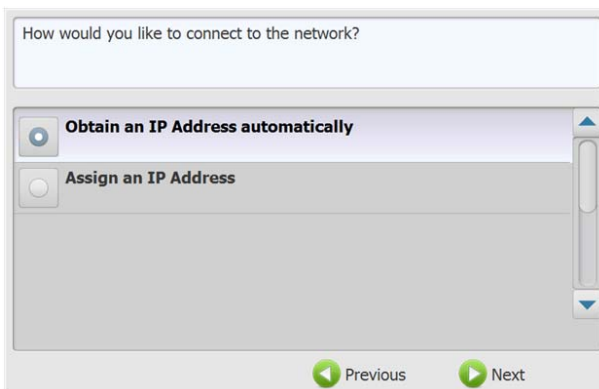 How would you like to connect to the network?
Obtain an IP Address automatically
Assign an IP Address
Previous
Next